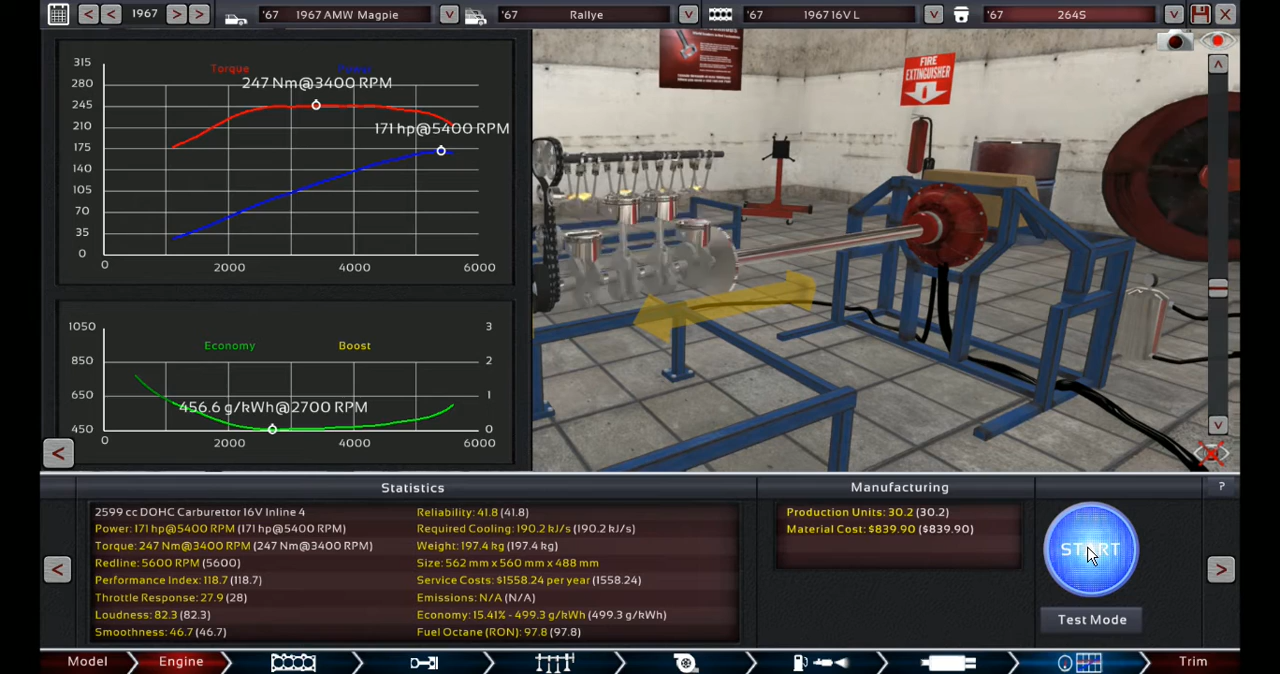 1967
'67 1967 AMW Magpie
'67 Rallye
'67 1967 16V L
'67 264S
315
280
245
210
175
140
105
70
35
0
Torque
Power
247 Nm@3400 RPM
171 hp@5400 RPM
0 2000 4000 6000
1050
850
650
450
3
2
1
0
Economy
Boost
456.6 g/kWh@2700 RPM
0 2000 4000 6000
FIRE
EXTINGUISHER
Statistics
2599 cc DOHC Carburettor 16V Inline 4
Power: 171 hp@5400 RPM (171 hp@5400 RPM)
Torque: 247 Nm@3400 RPM (247 Nm@3400 RPM)
Redline: 5600 RPM (5600)
Performance Index: 118.7 (118.7)
Throttle Response: 27.9 (28)
Loudness: 82.3 (82.3)
Smoothness: 46.7 (46.7)
Reliability: 41.8 (41.8)
Required Cooling: 190.2 kJ/s (190.2 kJ/s)
Weight: 197.4 kg (197.4 kg)
Size: 562 mm x 560 mm x 488 mm
Service Costs: $1558.24 per year (1558.24)
Emissions: N/A (N/A)
Economy: 15.41% - 499.3 g/kWh (499.3 g/kWh)
Fuel Octane (RON): 97.8 (97.8)
Manufacturing
Production Units: 30.2 (30.2)
Material Cost: $839.90 ($839.90)
?
START
Test Mode
Model
Engine
Trim